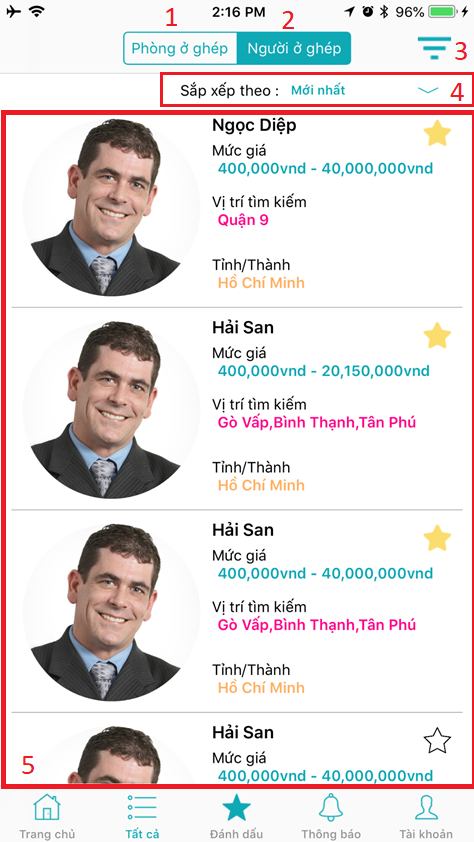 1
2:16 PM
2
96%
Phòng ở ghép
Người ở ghép
3
Sắp xếp theo : Mới nhất
4
Ngọc Diệp
Mức giá
400,000vnd - 40,000,000vnd
Vị trí tìm kiếm
Quận 9
Tỉnh/Thành
Hồ Chí Minh
Hải San
Mức giá
400,000vnd - 20,150,000vnd
Vị trí tìm kiếm
Gò Vấp,Bình Thạnh,Tân Phú
Tỉnh/Thành
Hồ Chí Minh
Hải San
Mức giá
400,000vnd - 40,000,000vnd
Vị trí tìm kiếm
Gò Vấp,Bình Thạnh,Tân Phú
Tỉnh/Thành
Hồ Chí Minh
Hải San
Mức giá
400,000vnd - 40,000,000vnd
5
Trang chủ
Tất cả
Đánh dấu
Thông báo
Tài khoản